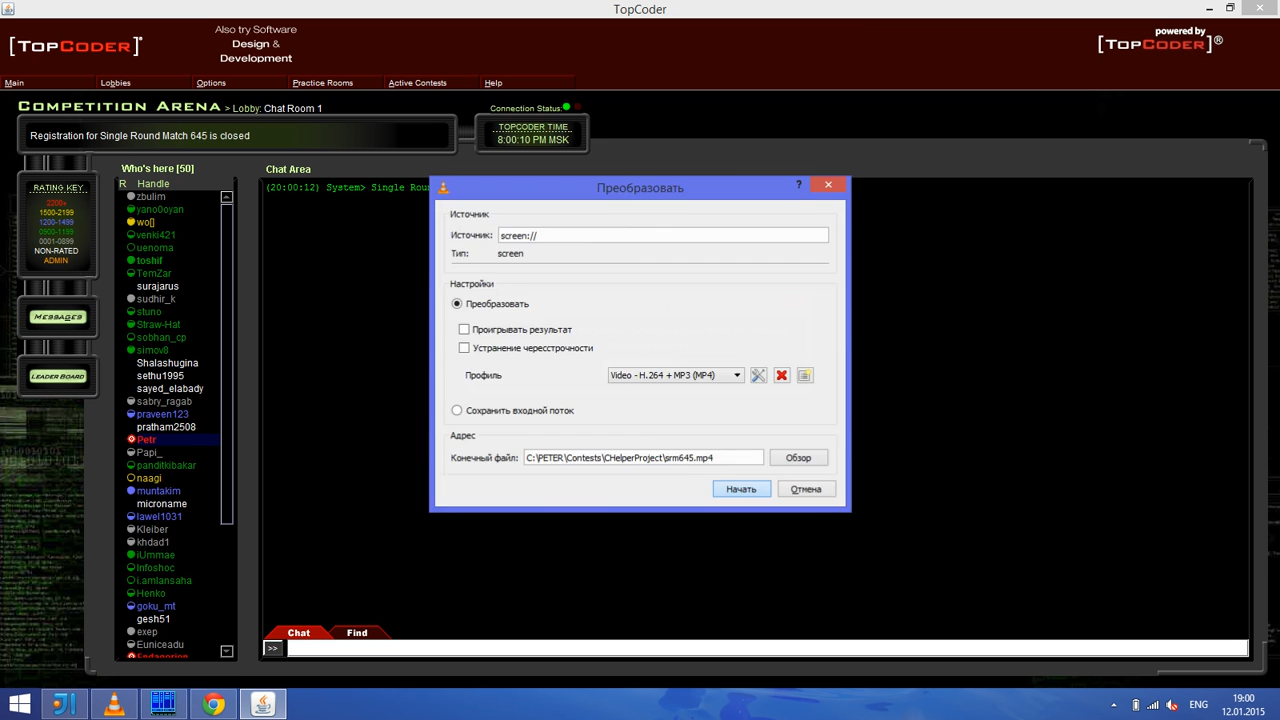 TopCoder
[TOPCODER]®
Also try Software
Design &
Development
powered by
[TOPCODER]®
Main
Lobbies
Options
Practice Rooms
Active Contests
Help
COMPETITION ARENA > Lobby: Chat Room 1
Connection Status:
Registration for Single Round Match 645 is closed
TOPCODER TIME
8:00:10 PM MSK
RATING KEY
2200+
1500-2199
1200-1499
0900-1199
0001-0899
NON-RATED
ADMIN
MESSAGES
LEADER BOARD
Who's here [50]
R Handle
zbulim
yano0oyan
wo[]
venki421
uenoma
toshif
TemZar
surajarus
sudhir_k
stuno
Straw-Hat
sobhan_cp
simov8
Shalashugina
sethu1995
sayed_elabady
sabry_ragab
praveen123
pratham2508
Petr
Papi_
panditkibakar
naagi
muntakim
microname
lawel1031
Kleiber
khdad1
iUmmae
Infoshoc
i.amlansaha
Henko
goku_mt
gesh51
exep
Euniceadu
Chat Area
(20:00:12) System> Single
Преобразовать
?
Источник
Источник: screen://
Тип: screen
Настройки
Преобразовать
Проигрывать результат
Устранение чересстрочности
Профиль
Video - H.264 + MP3 (MP4)
Сохранить входной поток
Адрес
Конечный файл: C:\PETER\Contests\CHelperProject\srm645.mp4
Обзор
Начать
Отмена
Chat
Find
>>
ENG
19:00
12.01.2015